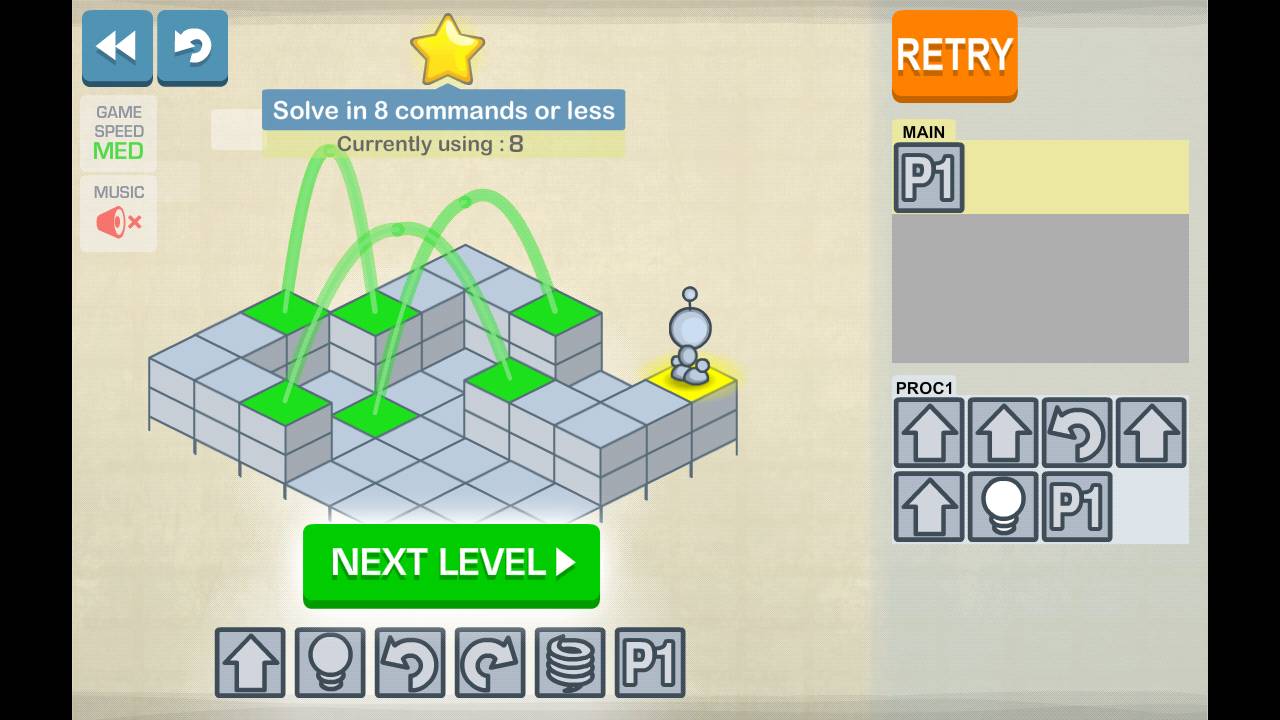 RETRY
Solve in 8 commands or less
Currently using : 8
GAME
SPEED
MED
MUSIC
MAIN
P1
PROC1
P1
NEXT LEVEL
P1